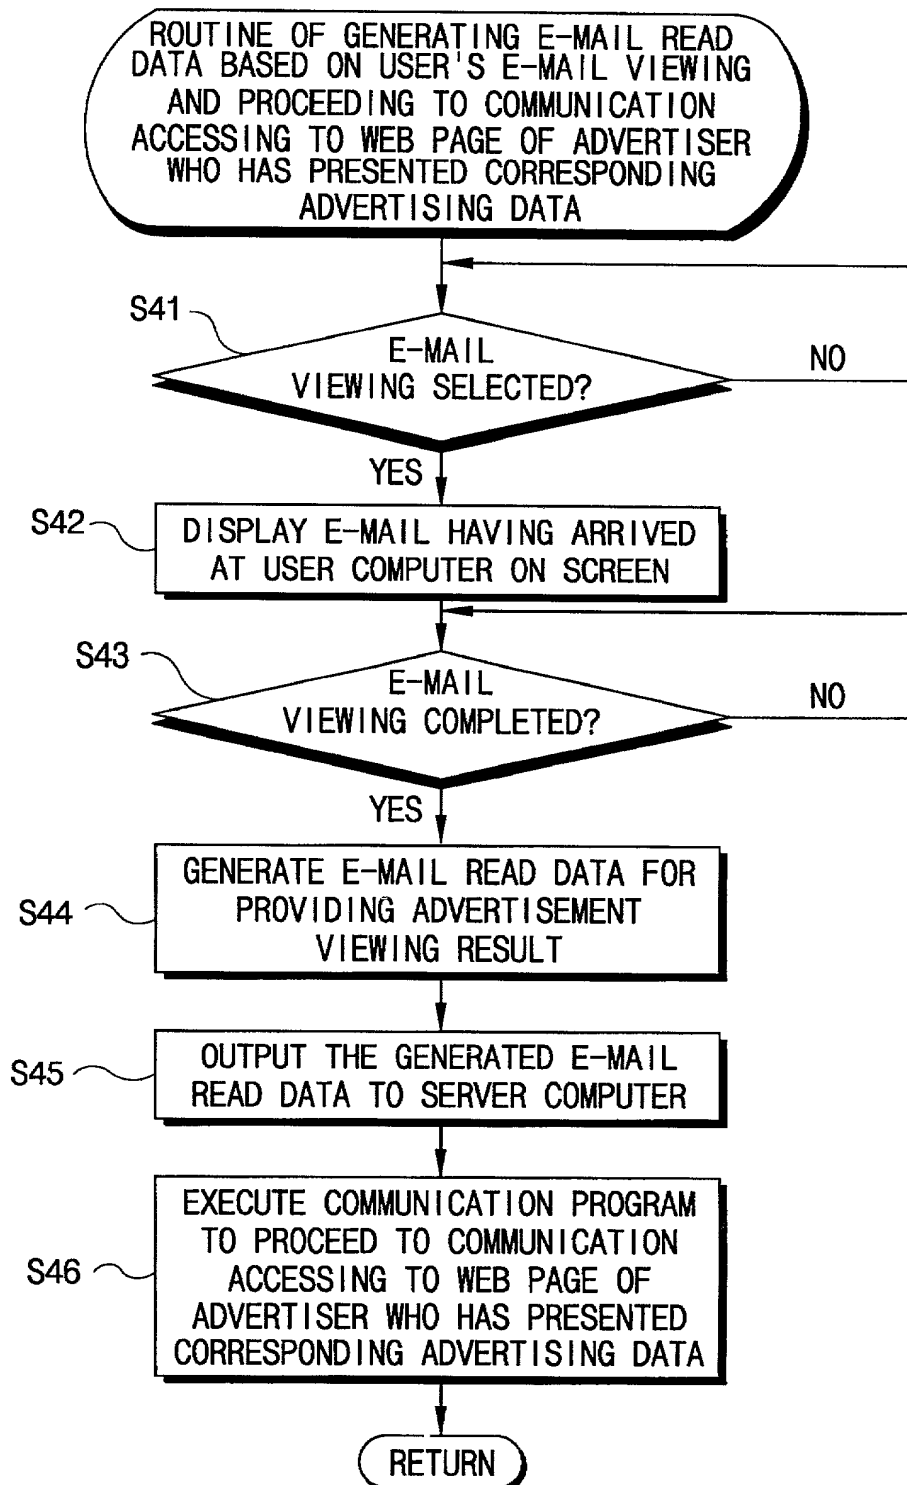 ROUTINE OF GENERATING E-MAIL READ
DATA BASED ON USER'S E-MAIL VIEWING
AND PROCEEDING TO COMMUNICATION
ACCESSING TO WEB PAGE OF ADVERTISER
WHO HAS PRESENTED CORRESPONDING
ADVERTISING DATA
S41
E-MAIL
VIEWING SELECTED?
NO
YES
S42
DISPLAY E-MAIL HAVING ARRIVED
AT USER COMPUTER ON SCREEN
S43
E-MAIL
VIEWING COMPLETED?
NO
YES
S44
GENERATE E-MAIL READ DATA FOR
PROVIDING ADVERTISEMENT
VIEWING RESULT
S45
OUTPUT THE GENERATED E-MAIL
READ DATA TO SERVER COMPUTER
S46
EXECUTE COMMUNICATION PROGRAM
TO PROCEED TO COMMUNICATION
ACCESSING TO WEB PAGE OF
ADVERTISER WHO HAS PRESENTED
CORRESPONDING ADVERTISING DATA
RETURN